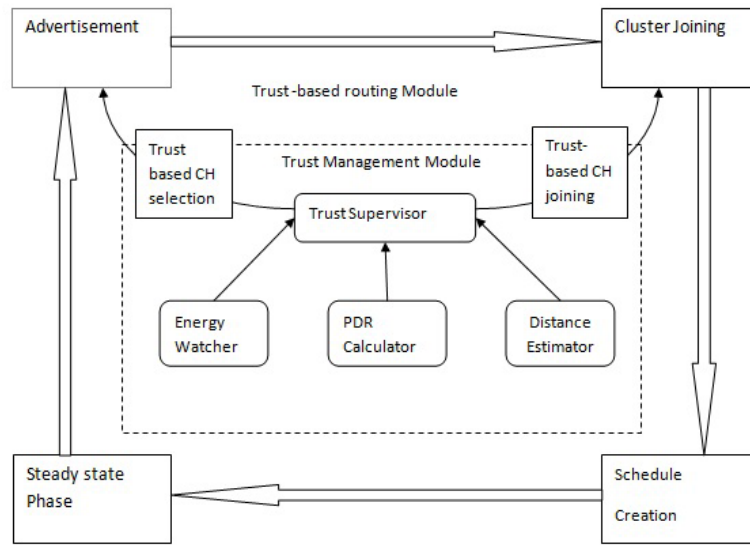 Advertisement
Cluster Joining
Trust-based routing Module
Trust
based CH
selection
Trust Management Module
Trust-
based CH
joining
Trust Supervisor
Energy
Watcher
PDR
Calculator
Distance
Estimator
Steady state
Phase
Schedule
Creation